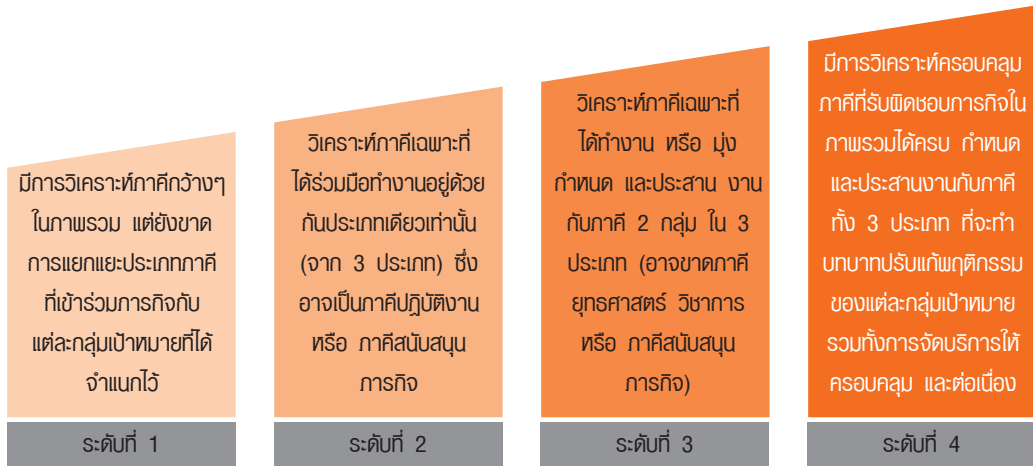 มีการวิเคราะห์ภาคีกว้างๆ
ในภาพรวม แต่ยังขาด
การแยกแยะประเภทภาคี
ที่เข้าร่วมภารกิจกับ
แต่ละกลุ่มเป้าหมายที่ได้
จำแนกไว้
ระดับที่ 1
วิเคราะห์ภาคีเฉพาะที่
ได้ร่วมมือทำงานอยู่ด้วย
กันประเภทเดียวเท่านั้น
(จาก 3 ประเภท) ซึ่ง
อาจเป็นภาคีปฏิบัติงาน
หรือ ภาคีสนับสนุน
ภารกิจ
ระดับที่ 2
วิเคราะห์ภาคีเฉพาะที่
ได้ทำงาน หรือ มุ่ง
กำหนด และประสาน งาน
กับภาคี 2 กลุ่ม ใน 3
ประเภท (อาจขาดภาคี
ยุทธศาสตร์ วิชาการ
หรือ ภาคีสนับสนุน
ภารกิจ)
ระดับที่ 3
มีการวิเคราะห์ครอบคลุม
ภาคีที่รับผิดชอบภารกิจใน
ภาพรวมได้ครบ กำหนด
และประสานงานกับภาคี
ทั้ง 3 ประเภท ที่จะทำ
บทบาทปรับแก้พฤติกรรม
ของแต่ละกลุ่มเป้าหมาย
รวมทั้งการจัดบริการให้
ครอบคลุม และต่อเนื่อง
ระดับที่ 4